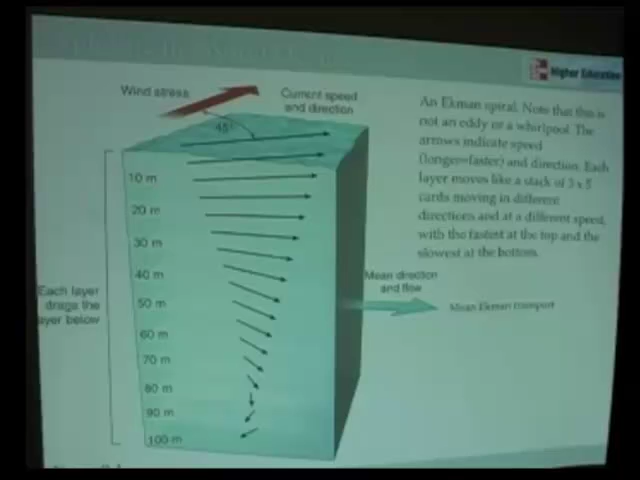 Higher Education
Wind stress
Current speed
and direction
45°
An Ekman spiral. Note that this is
not an eddy or a whirlpool. The
arrows indicate speed
(longer=faster) and direction. Each
layer moves like a stack of 3 x 5
cards moving in different
directions and at a different speed,
with the fastest at the top and the
slowest at the bottom.
10 m
20 m
30 m
40 m
50 m
60 m
70 m
80 m
90 m
100 m
Each layer
drags the
ayer below
Mean direction
and flow
Mean Ekman transport